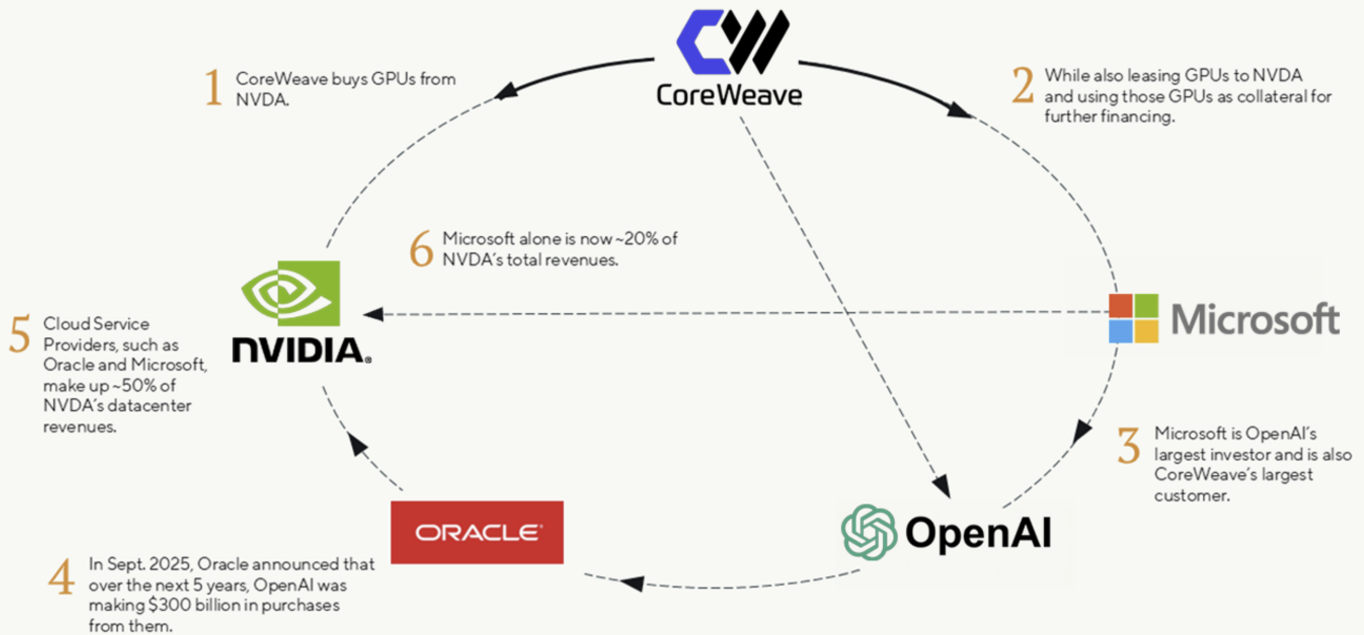 CoreWeave
1
CoreWeave buys GPUs from
NVDA.
2
While also leasing GPUs to NVDA
and using those GPUs as collateral for
further financing.
6
Microsoft alone is now ~20% of
NVDA's total revenues.
NVIDIA.
Microsoft
5
Cloud Service
Providers, such as
Oracle and Microsoft,
make up ~50% of
NVDA's datacenter
revenues.
3
Microsoft is OpenAI's
largest investor and is also
CoreWeave's largest
customer.
ORACLE
OpenAI
4
In Sept. 2025, Oracle announced that
over the next 5 years, OpenAI was
making $300 billion in purchases
from them.